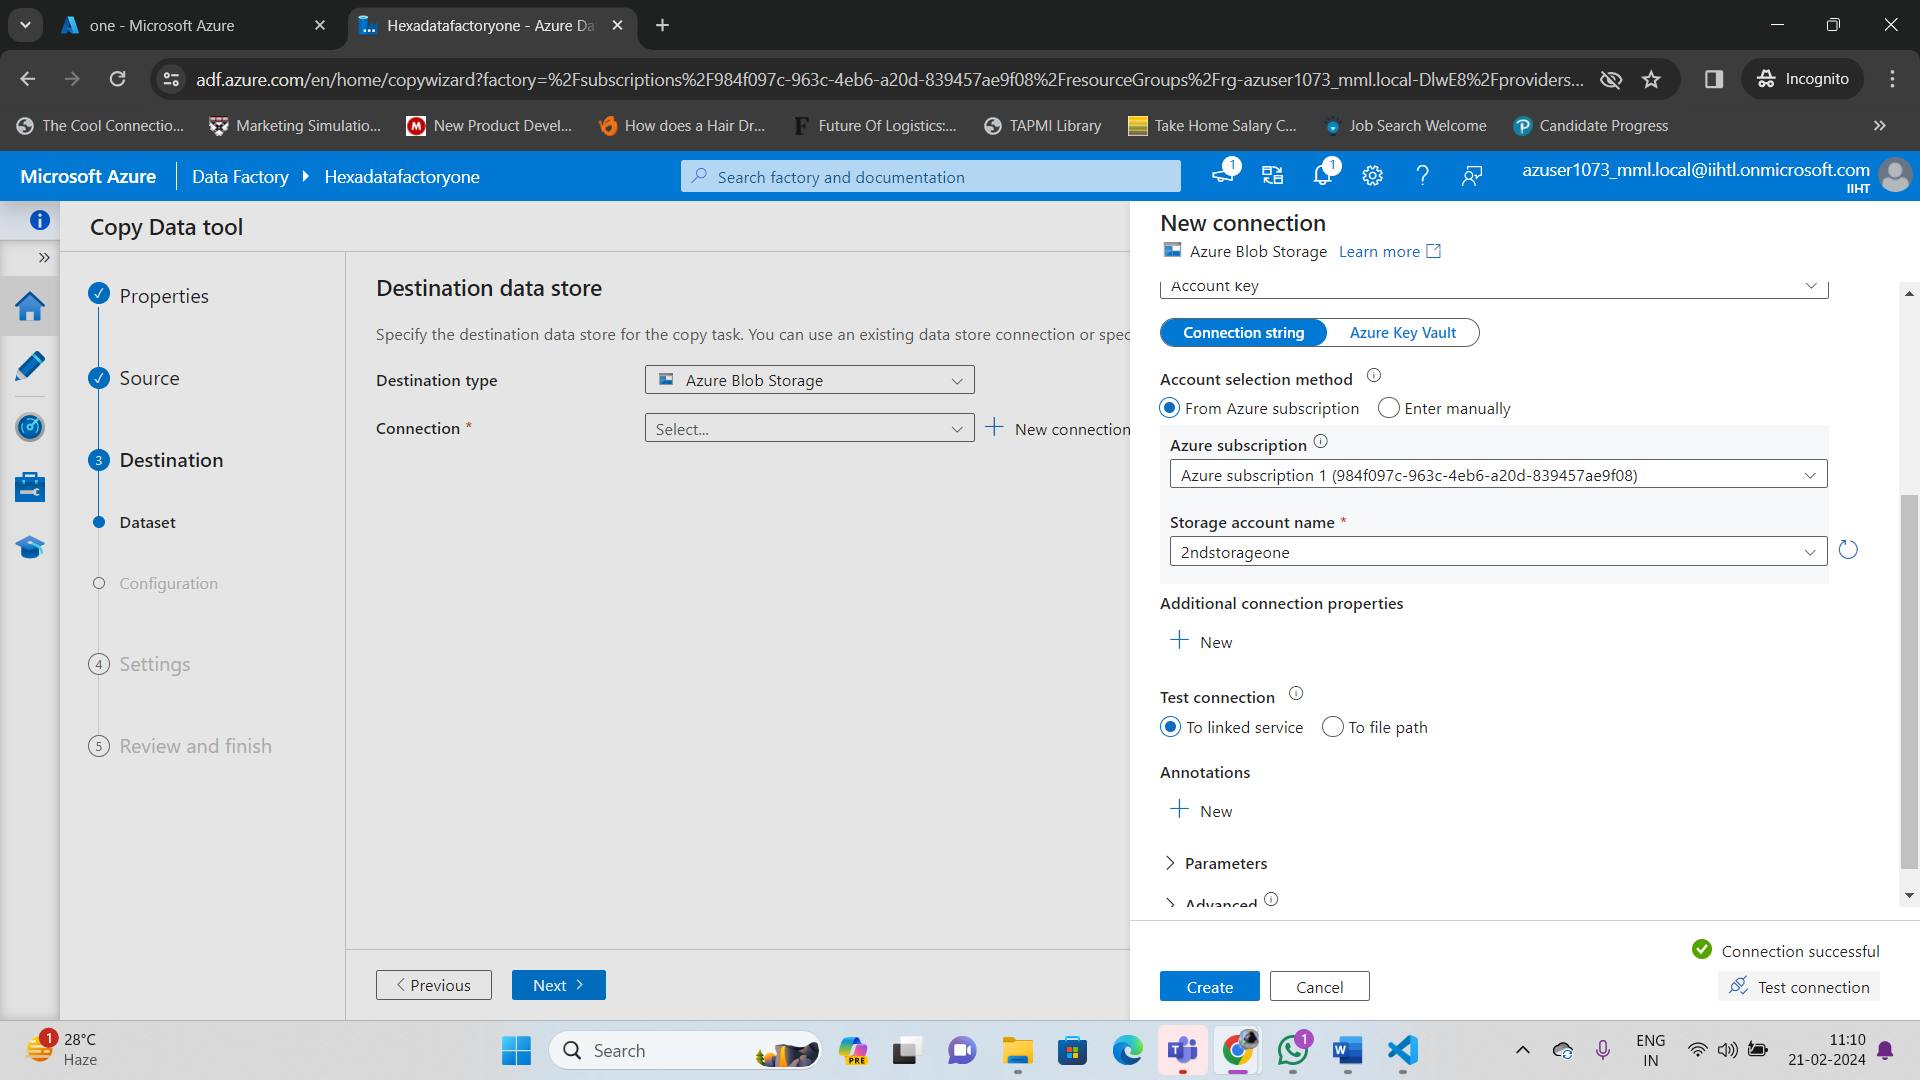 one - Microsoft Azure
Hexadatafactoryone - Azure Da
adf.azure.com/en/home/copywizard?factory=%2Fsubscriptions%2F984f097c-963c-4eb6-a20d-839457ae9f08%2FresourceGroups%2Frg-azuser1073_mml.local-DlwE8%2Fproviders...
Incognito
The Cool Connectio...
Marketing Simulatio...
New Product Devel...
How does a Hair Dr...
Future Of Logistics:...
TAPMI Library
Take Home Salary C...
Job Search Welcome
Candidate Progress
Microsoft Azure
Data Factory
Hexadatafactoryone
Search factory and documentation
1
1
azuser1073_mml.local@iihtl.onmicrosoft.com
IIHT
Copy Data tool
Properties
Source
3 Destination
Dataset
Configuration
4 Settings
5 Review and finish
Destination data store
Specify the destination data store for the copy task. You can use an existing data store connection or spec
Destination type
Azure Blob Storage
Connection *
Select...
New connection
Previous
Next
New connection
Azure Blob Storage Learn more
Account key
Connection string
Azure Key Vault
Account selection method
From Azure subscription
Enter manually
Azure subscription
Azure subscription 1 (984f097c-963c-4eb6-a20d-839457ae9f08)
Storage account name *
2ndstorageone
Additional connection properties
New
Test connection
To linked service
To file path
Annotations
New
Parameters
Advanced
Connection successful
Create
Cancel
Test connection
1
28°C
Haze
Search
PRE
1
ENG
IN
11:10
21-02-2024